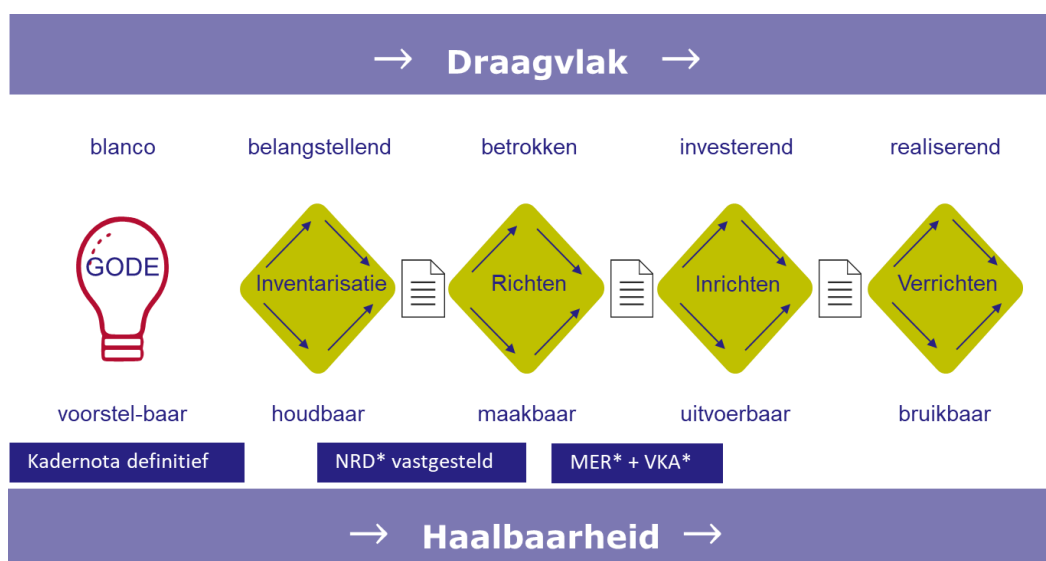 → Draagvlak →
blanco belangstellend betrokken investerend realiserend
GODE Inventarisatie Richten Inrichten Verrichten
voorstel-baar houdbaar maakbaar uitvoerbaar bruikbaar
Kadernota definitief NRD* vastgesteld MER* + VKA*
→ Haalbaarheid →